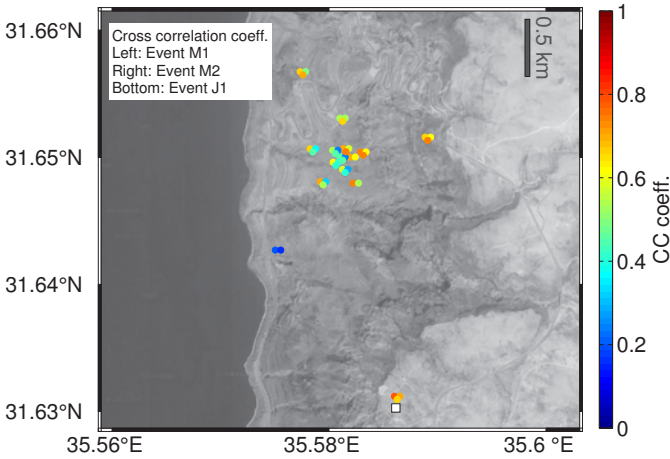 31.66°N
31.65°N
31.64°N
31.63°N
35.56°E
35.58°E
35.6°E
Cross correlation coeff.
Left: Event M1
Right: Event M2
Bottom: Event J1
0.5 km
1
0.8
0.6
0.4
0.2
0
CC coeff.